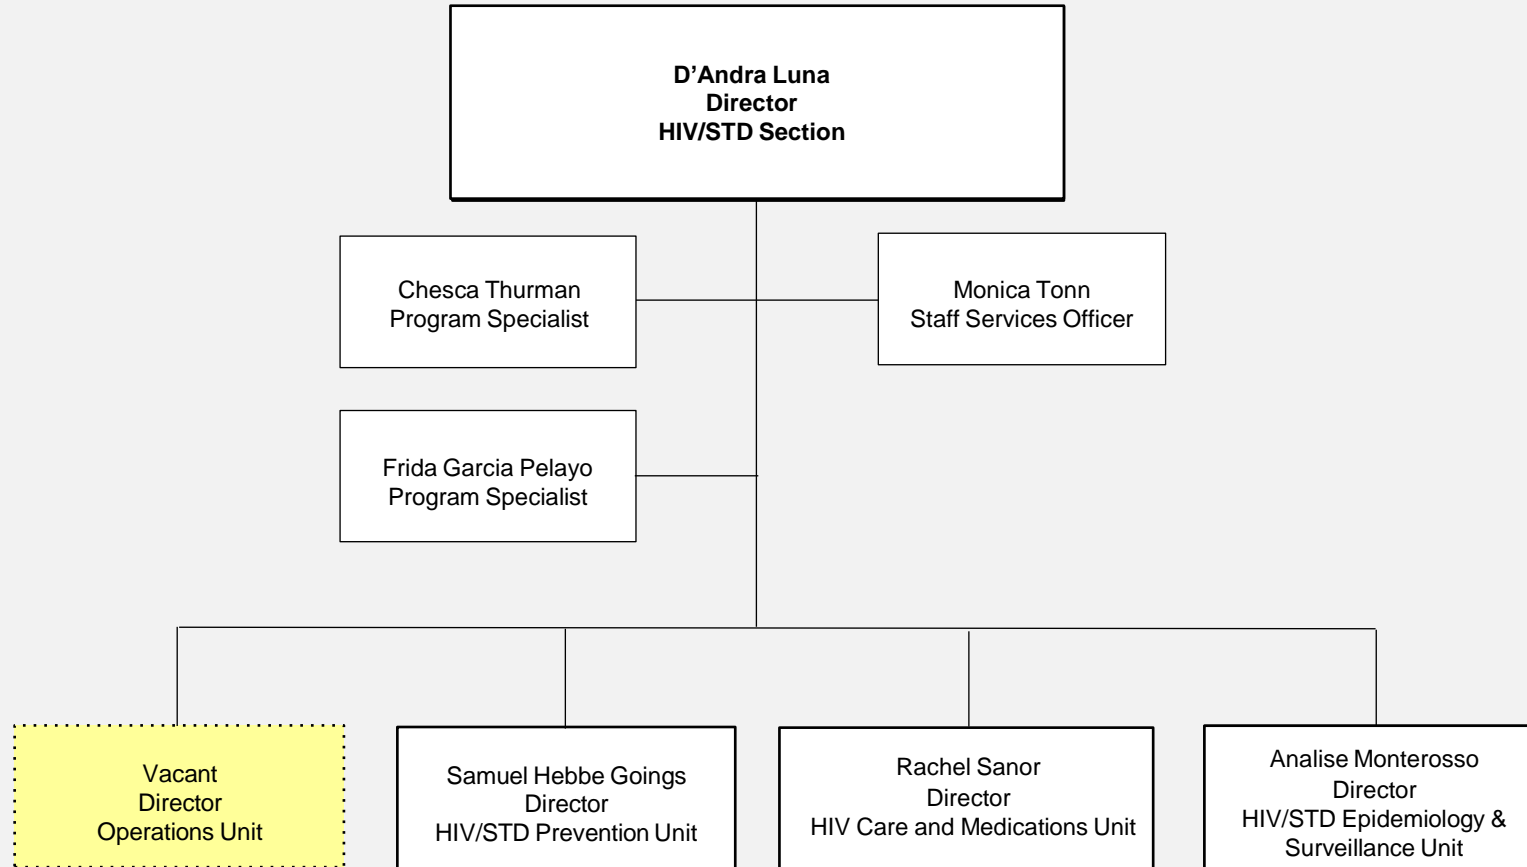 D’Andra Luna
Director
HIV/STD Section
Chesca Thurman
Program Specialist
Monica Tonn
Staff Services Officer
Frida Garcia Pelayo
Program Specialist
Vacant
Director
Operations Unit
Samuel Hebbe Goings
Director
HIV/STD Prevention Unit
Rachel Sanor
Director
HIV Care and Medications Unit
Analise Monterosso
Director
HIV/STD Epidemiology &
Surveillance Unit